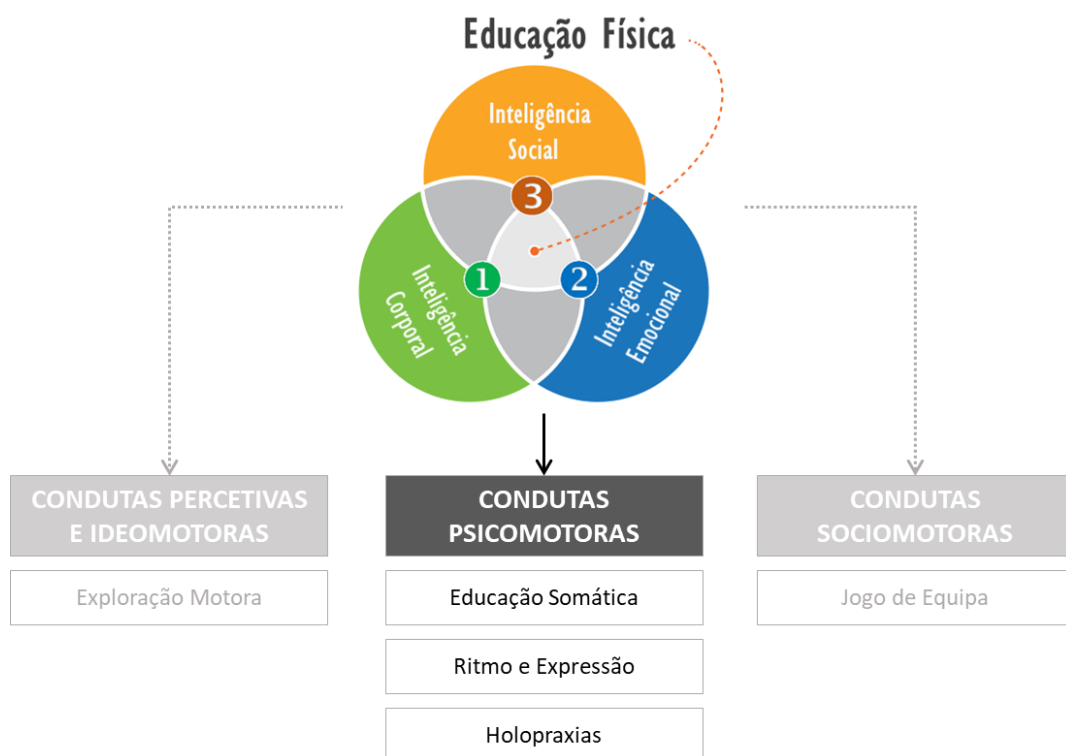 Educação Física
Inteligência
Social
3
1
2
Inteligência
Corporal
Inteligência
Emocional
CONDUTAS PERCETIVAS
E IDEOMOTORAS
Exploração Motora
CONDUTAS
PSICOMOTORAS
Educação Somática
Ritmo e Expressão
Holopraxias
CONDUTAS
SOCIOMOTORAS
Jogo de Equipa